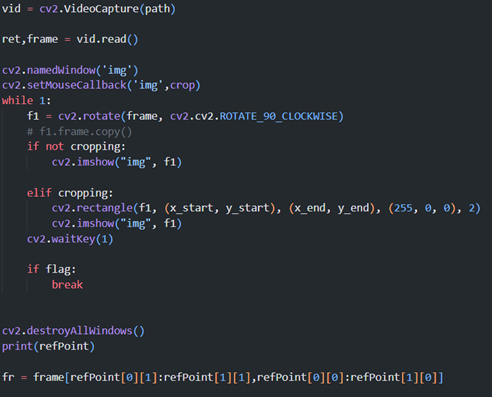 vid = cv2.VideoCapture(path)
ret,frame = vid.read()
cv2.namedWindow('img')
cv2.setMouseCallback('img',crop)
while 1:
    f1 = cv2.rotate(frame, cv2.cv2.ROTATE_90_CLOCKWISE)
    # f1.frame.copy()
    if not cropping:
        cv2.imshow("img", f1)
    elif cropping:
        cv2.rectangle(f1, (x_start, y_start), (x_end, y_end), (255, 0, 0), 2)
        cv2.imshow("img", f1)
    cv2.waitKey(1)
    if flag:
        break
cv2.destroyAllWindows()
print(refPoint)
fr = frame[refPoint[0][1]:refPoint[1][1],refPoint[0][0]:refPoint[1][0]]